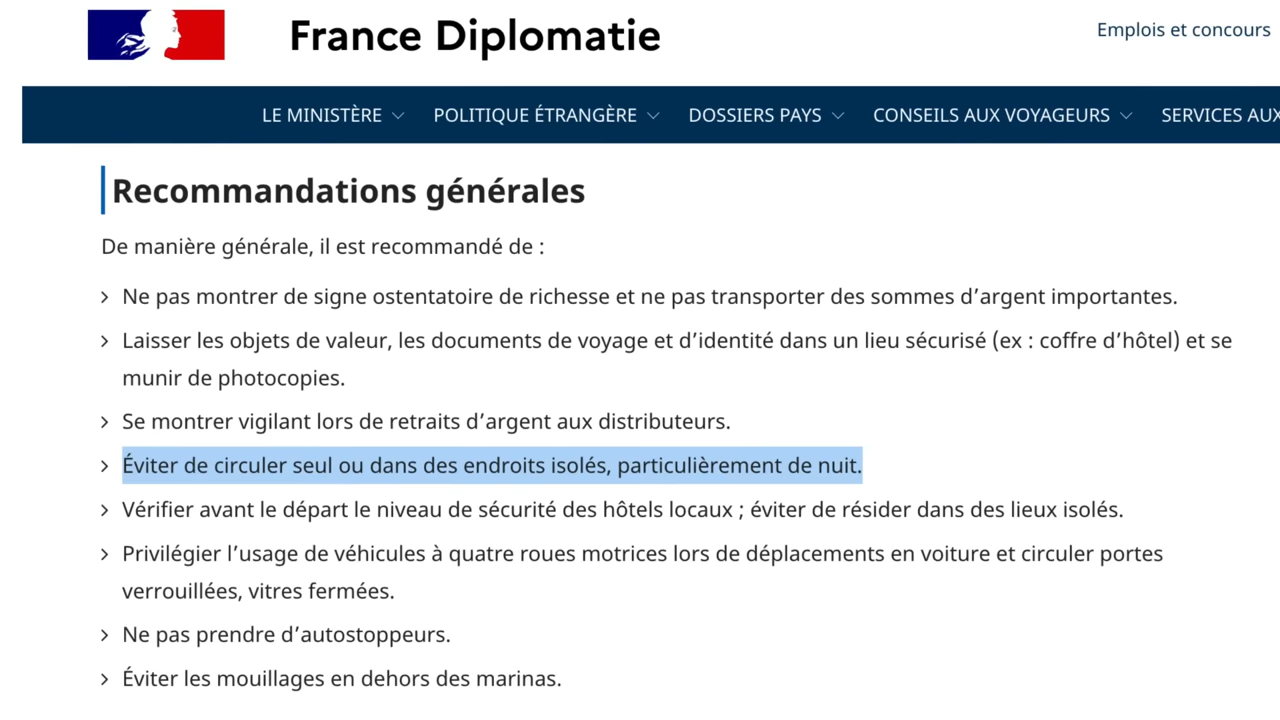 France Diplomatie
Emplois et concours
LE MINISTÈRE POLITIQUE ÉTRANGÈRE DOSSIERS PAYS CONSEILS AUX VOYAGEURS SERVICES AUX
Recommandations générales
De manière générale, il est recommandé de :
Ne pas montrer de signe ostentatoire de richesse et ne pas transporter des sommes d’argent importantes.
Laisser les objets de valeur, les documents de voyage et d’identité dans un lieu sécurisé (ex : coffre d’hôtel) et se
munir de photocopies.
Se montrer vigilant lors de retraits d’argent aux distributeurs.
Éviter de circuler seul ou dans des endroits isolés, particulièrement de nuit.
Vérifier avant le départ le niveau de sécurité des hôtels locaux ; éviter de résider dans des lieux isolés.
Privilégier l’usage de véhicules à quatre roues motrices lors de déplacements en voiture et circuler portes
verrouillées, vitres fermées.
Ne pas prendre d’autostoppeurs.
Éviter les mouillages en dehors des marinas.